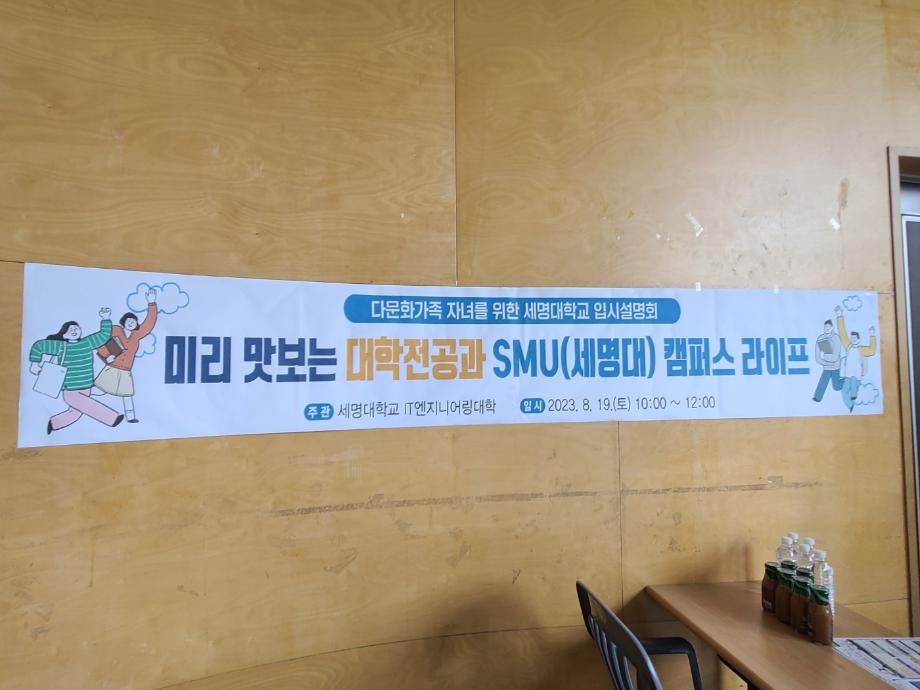 다문화가족 자녀를 위한 세명대학교 입시설명회
미리 맛보는 대학전공과 SMU(세명대) 캠퍼스 라이프
주관 세명대학교 IT엔지니어링대학 일시 2023. 8. 19.(토) 10:00 ~ 12:00